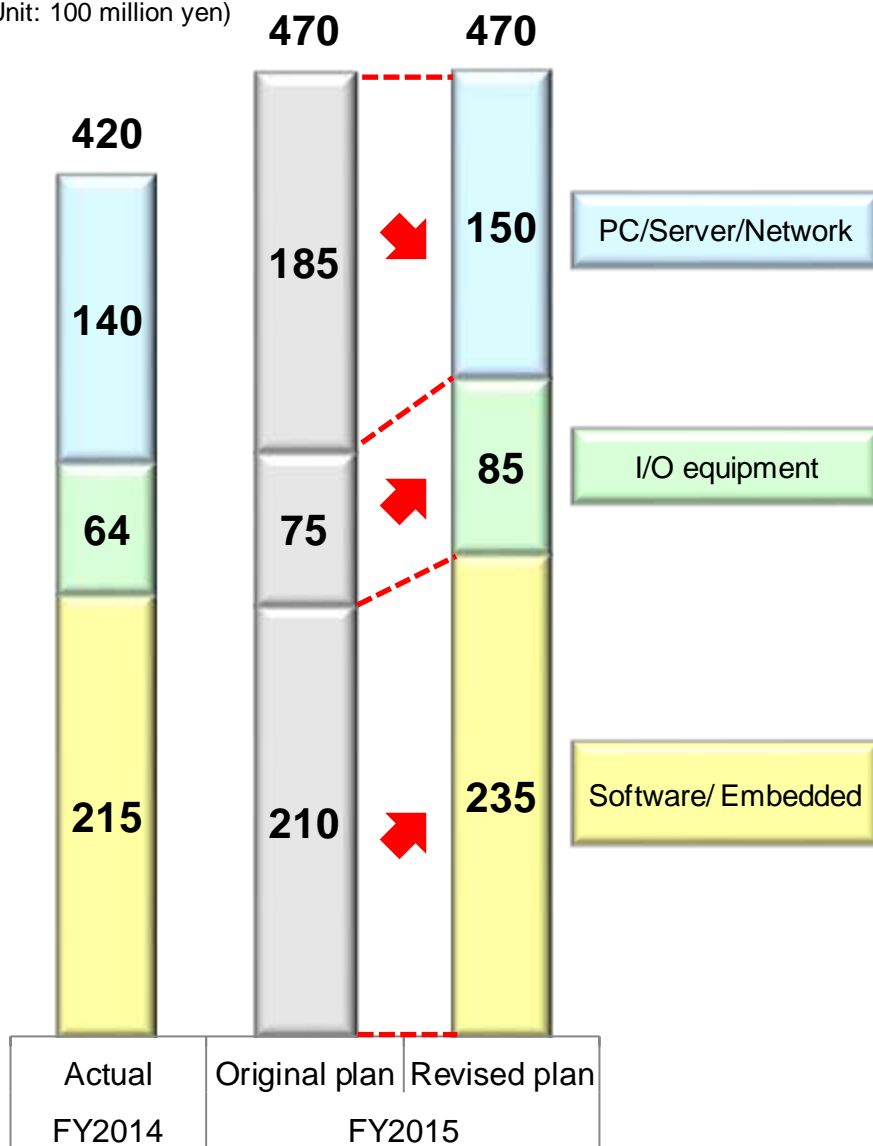 Unit: 100 million yen)
470 470
420
185 150 PC/Server/Network
140
75 85 I/O equipment
64
215 210 235 Software/ Embedded
Actual Original plan Revised plan
FY2014 FY2015